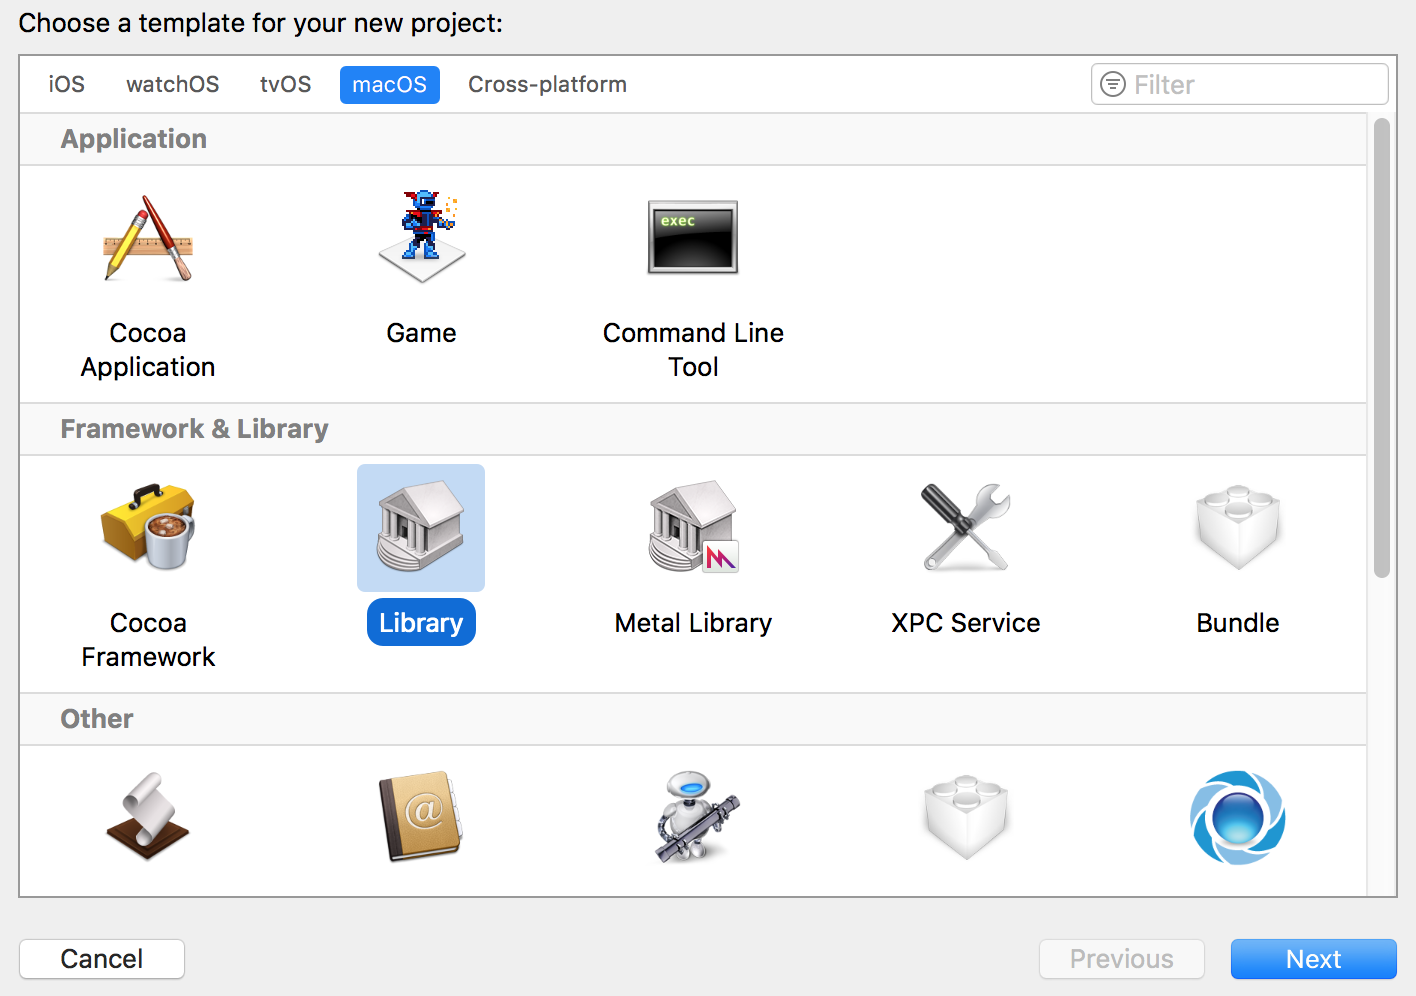 Choose a template for your new project:
iOS watchOS tvOS macOS Cross-platform Filter
Application
exec
Cocoa Application
Game
Command Line Tool
Framework & Library
Cocoa Framework
Library
Metal Library
XPC Service
Bundle
Other
@
Cancel Previous Next